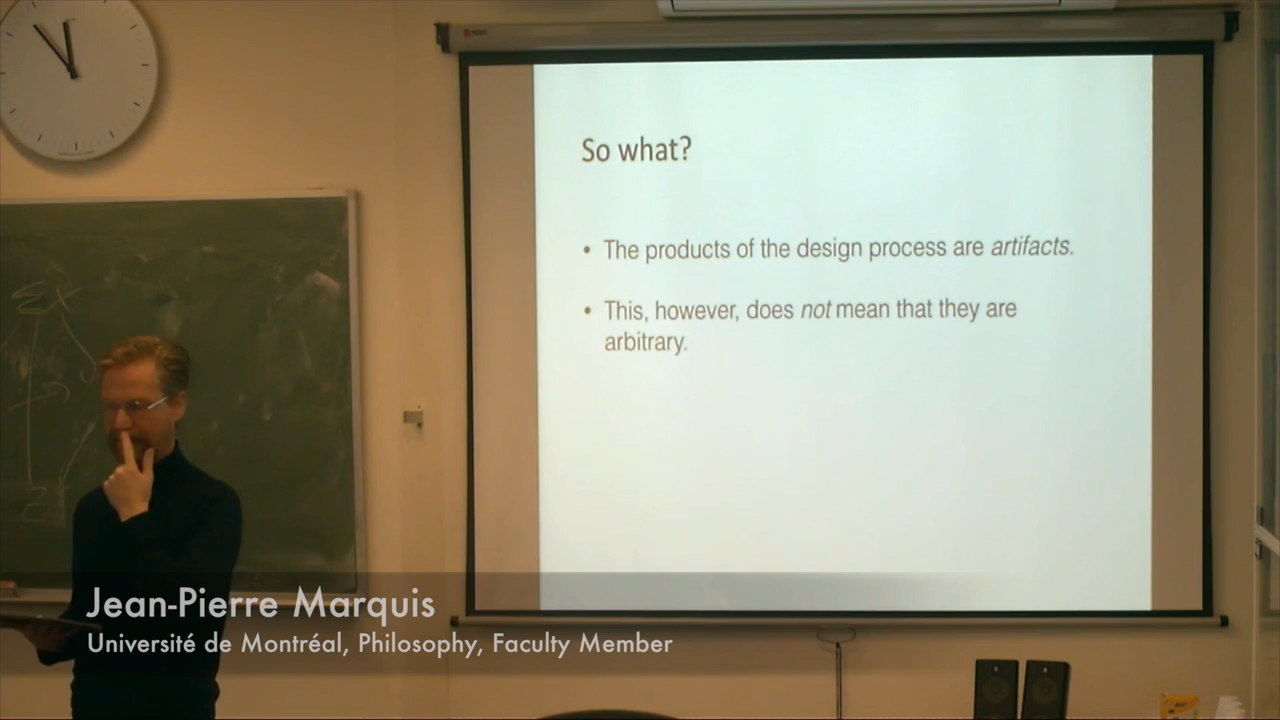 So what?
• The products of the design process are artifacts.
• This, however, does not mean that they are
arbitrary.
Jean-Pierre Marquis
Université de Montréal, Philosophy, Faculty Member